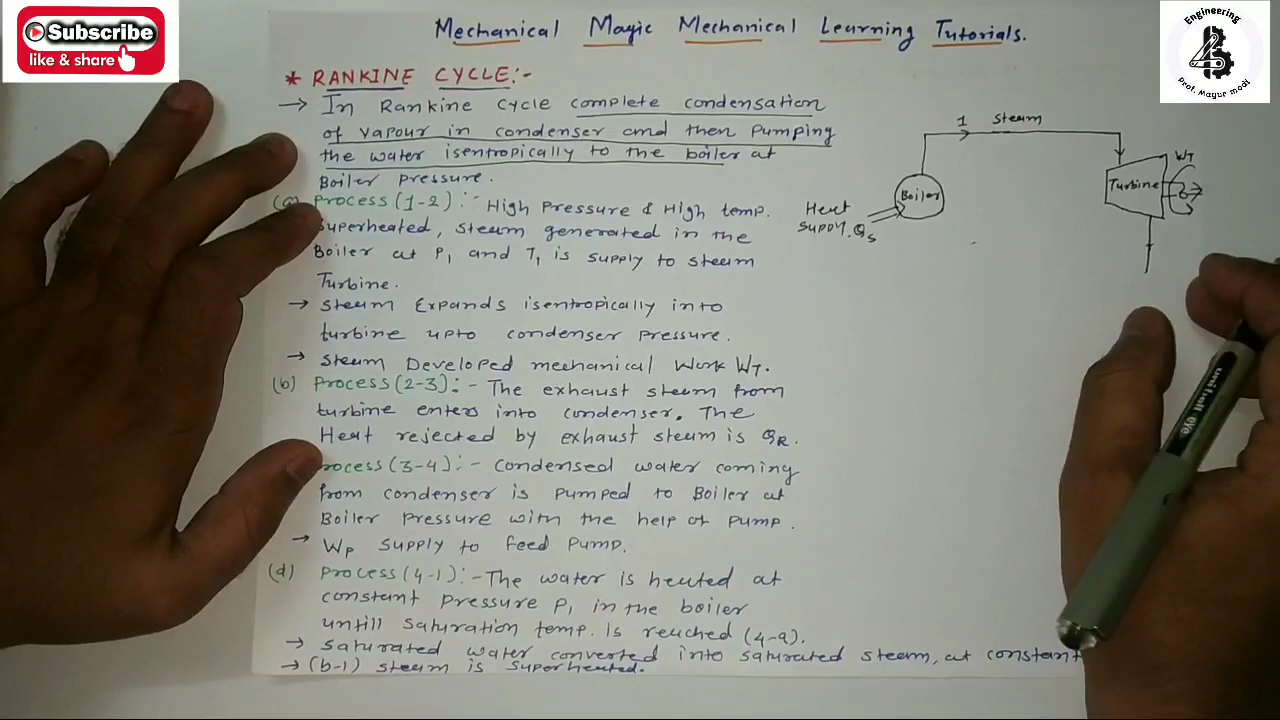 Subscribe
like & share
Mechanical Magic Mechanical Learning Tutorials.
Engineering
Prof. Mayur modi
* RANKINE CYCLE:-
→ In Rankine cycle complete condensation
of vapour in condenser and then pumping
the water isentropically to the boiler at
Boiler pressure.
(a) Process (1-2) :- High Pressure & High temp.
superheated, steam generated in the
Boiler at P1 and T1 is supply to steam
Turbine.
→ steam Expands isentropically into
turbine upto condenser pressure.
→ steam Developed mechanical Work WT.
(b) Process (2-3) :- The exhaust steam from
turbine enters into condenser. The
Heat rejected by exhaust steam is QR.
rocess (3-4) :- condensed water coming
from condenser is pumped to Boiler at
Boiler pressure with the help of pump.
→ Wp supply to feed pump.
(d) Process (4-1) :- The water is heated at
constant pressure P1 in the boiler
untill saturation temp. is reached (4-a).
→ saturated water converted into saturated steam, at constant
→ (b-1) steam is superheated.
1 steam
Boiler
Turbine
WT
Heat
supply, Qs
uniball eye